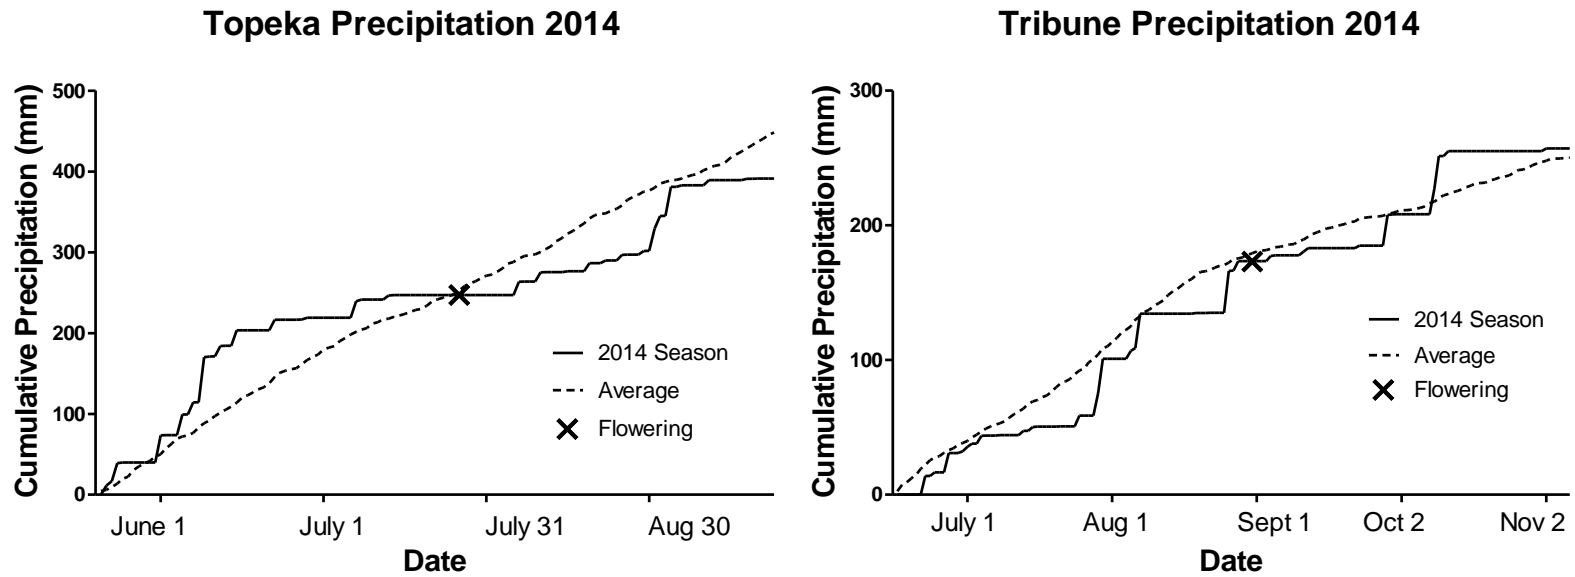 Topeka Precipitation 2014
Cumulative Precipitation (mm)
500
400
300
200
100
0
June 1
July 1
July 31
Aug 30
Date
2014 Season
Average
Flowering
Tribune Precipitation 2014
Cumulative Precipitation (mm)
300
200
100
0
July 1
Aug 1
Sept 1
Oct 2
Nov 2
Date
2014 Season
Average
Flowering